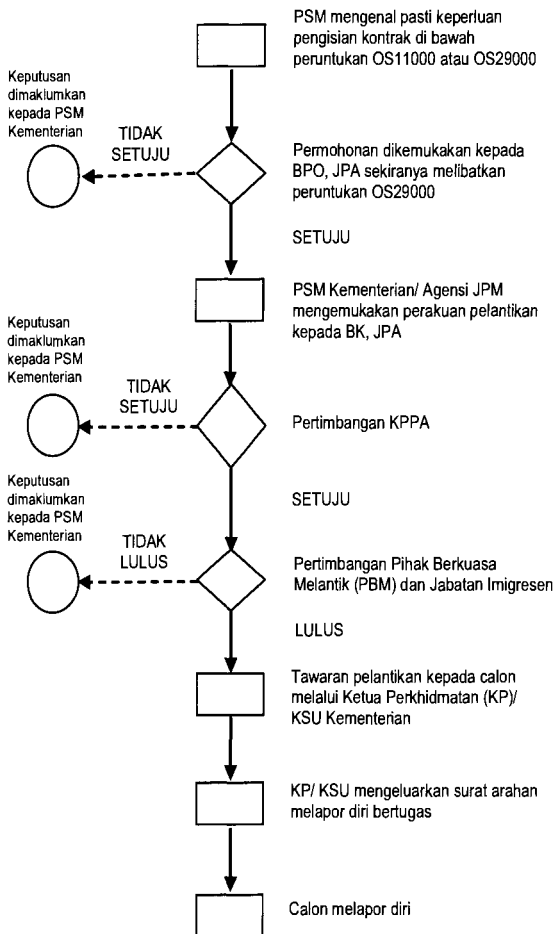 PSM mengenal pasti keperluan
pengisian kontrak di bawah
peruntukan OS11000 atau OS29000
Keputusan
dimaklumkan
kepada PSM
Kementerian
TIDAK
SETUJU
Permohonan dikemukakan kepada
BPO, JPA sekiranya melibatkan
peruntukan OS29000
SETUJU
PSM Kementerian/ Agensi JPM
mengemukakan perakuan pelantikan
kepada BK, JPA
Keputusan
dimaklumkan
kepada PSM
Kementerian
TIDAK
SETUJU
Pertimbangan KPPA
SETUJU
Keputusan
dimaklumkan
kepada PSM
Kementerian
TIDAK
LULUS
Pertimbangan Pihak Berkuasa
Melantik (PBM) dan Jabatan Imigresen
LULUS
Tawaran pelantikan kepada calon
melalui Ketua Perkhidmatan (KP)/
KSU Kementerian
KP/ KSU mengeluarkan surat arahan
melapor diri bertugas
Calon melapor diri